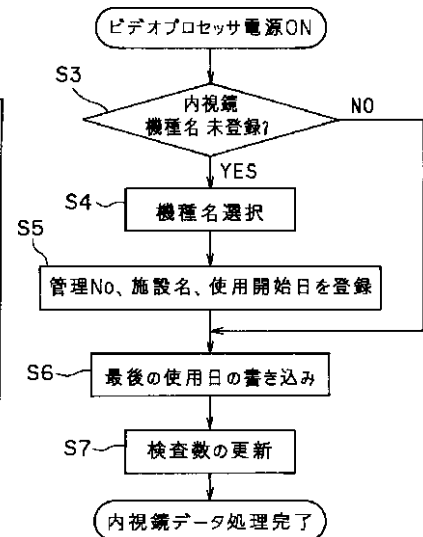 ビデオプロセッサ電源ON
S3
内視鏡
機種名 未登録?
NO
YES
S4
機種名選択
S5
管理No、施設名、使用開始日を登録
S6
最後の使用日の書き込み
S7
検査数の更新
内視鏡データ処理完了